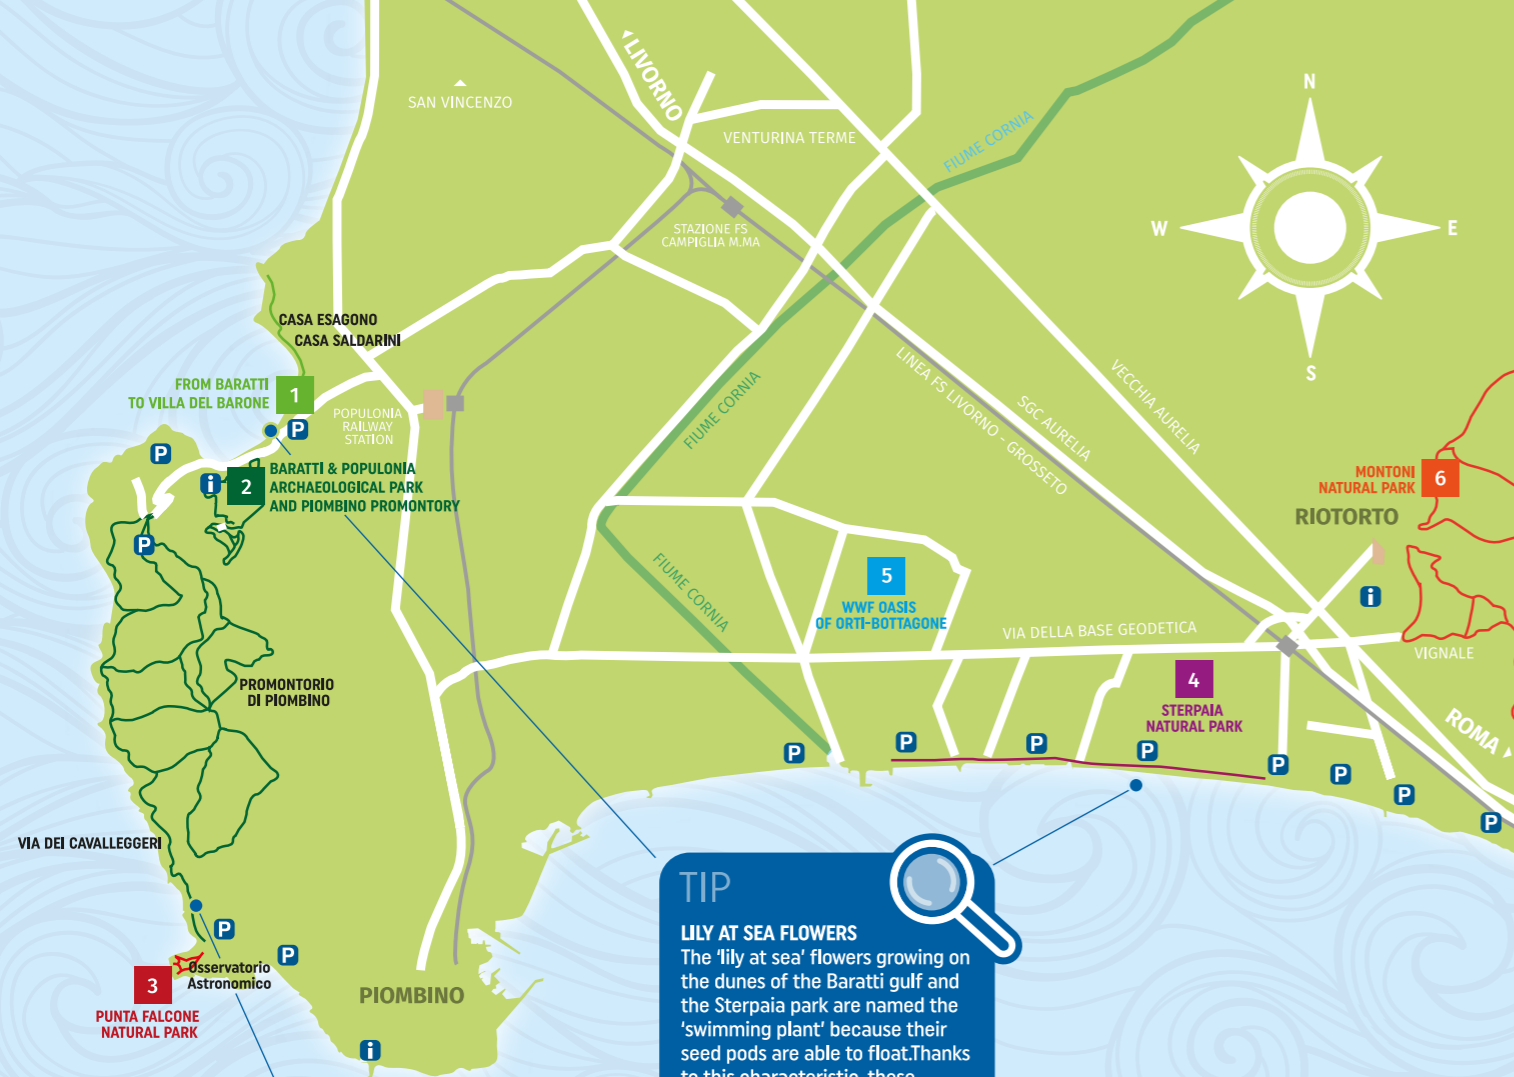 LIVORNO
SAN VINCENZO
VENTURINA TERME
FIUME CORNIA
N
W
E
S
STAZIONE FS
CAMPIGLIA M.MA
CASA ESAGONO
CASA SALDARINI
FROM BARATTI
TO VILLA DEL BARONE
1
P
POPULONIA
RAILWAY
STATION
P
i
2
BARATTI & POPULONIA
ARCHAEOLOGICAL PARK
AND PIOMBINO PROMONTORY
P
FIUME CORNIA
LINEA FS LIVORNO - GROSSETO
SGC AURELIA
VECCHIA AURELIA
MONTONI
NATURAL PARK
6
RIOTORTO
i
FIUME CORNIA
5
WWF OASIS
OF ORTI-BOTTAGONE
VIA DELLA BASE GEODETICA
VIGNALE
4
STERPAIA
NATURAL PARK
ROMA
PROMONTORIO
DI PIOMBINO
P
P
P
P
P
P
P
P
VIA DEI CAVALLEGGERI
P
P
Osservatorio
Astronomico
3
PUNTA FALCONE
NATURAL PARK
PIOMBINO
i
TIP
LILY AT SEA FLOWERS
The 'lily at sea' flowers growing on
the dunes of the Baratti gulf and
the Sterpaia park are named the
'swimming plant' because their
seed pods are able to float.Thanks
to this characteristic, these